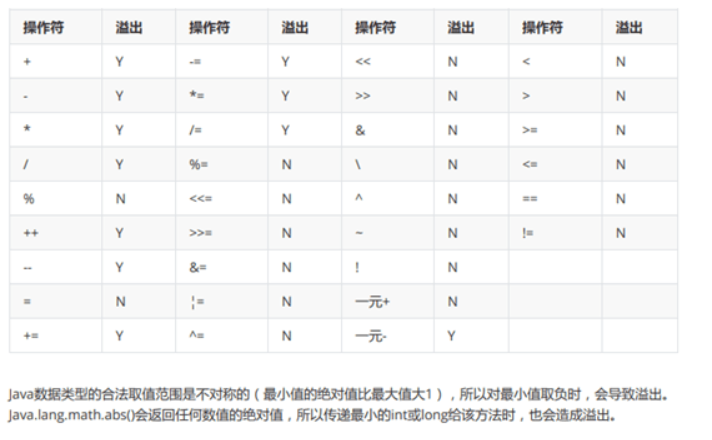 操作符 溢出 操作符 溢出 操作符 溢出 操作符 溢出
+ Y -= Y << N < N
- Y *= Y >> N > N
* Y /= Y & N >= N
/ Y %= N \ N <= N
% N <<= N ^ N == N
++ Y >>= N ~ N != N
-- Y &= N ! N
= N ¦= N 一元+ N
+= Y ^= N 一元- Y
Java数据类型的合法取值范围是不对称的（最小值的绝对值比最大值大1），所以对最小值取负时，会导致溢出。
Java.lang.math.abs()会返回任何数值的绝对值，所以传递最小的int或long给该方法时，也会造成溢出。